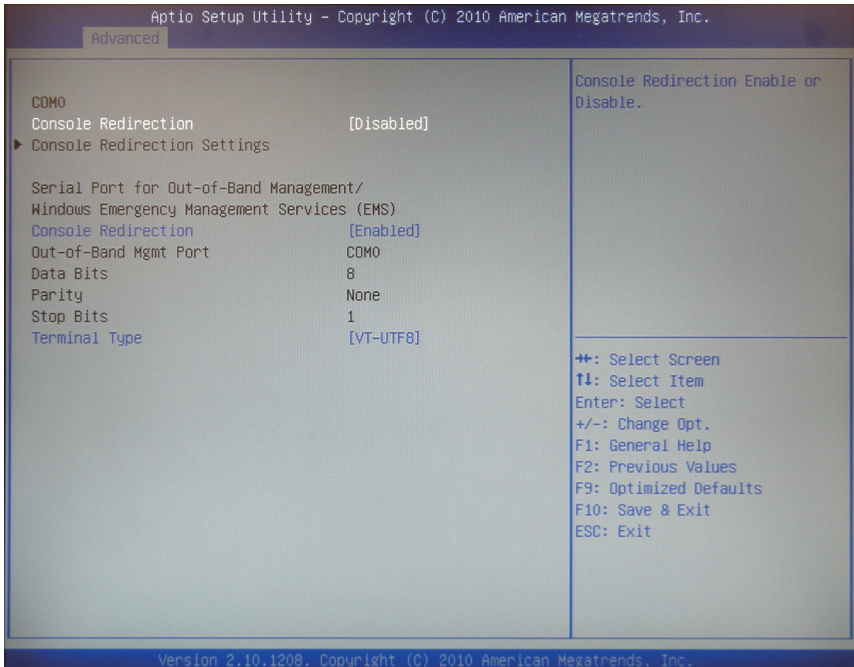 Aptio Setup Utility – Copyright (C) 2010 American Megatrends, Inc.
Advanced
COM0
Console Redirection [Disabled]
Console Redirection Settings
Serial Port for Out-of-Band Management/
Windows Emergency Management Services (EMS)
Console Redirection [Enabled]
Out-of-Band Mgmt Port COM0
Data Bits 8
Parity None
Stop Bits 1
Terminal Type [VT-UTF8]
Console Redirection Enable or
Disable.
→←: Select Screen
↑↓: Select Item
Enter: Select
+/-: Change Opt.
F1: General Help
F2: Previous Values
F9: Optimized Defaults
F10: Save & Exit
ESC: Exit
Version 2.10.1208. Copyright (C) 2010 American Megatrends, Inc.